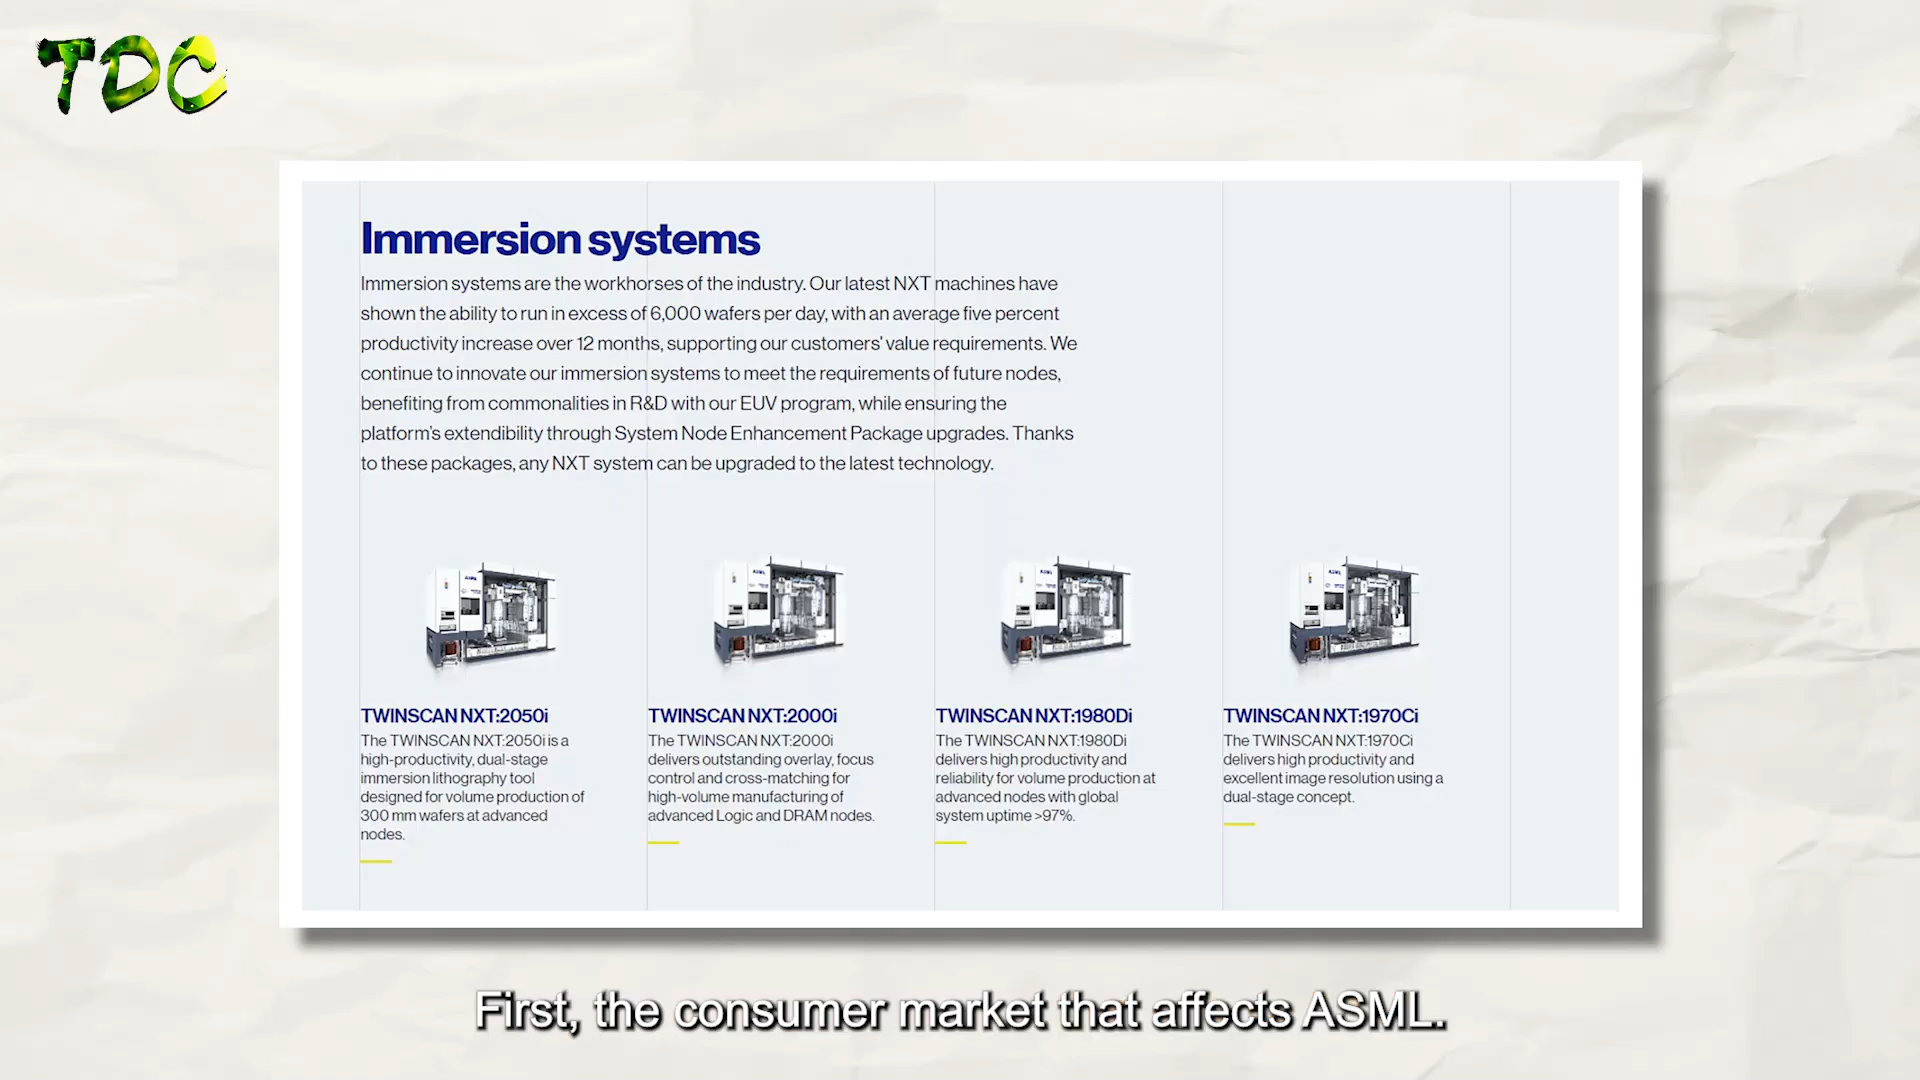 TDC
Immersion systems
Immersion systems are the workhorses of the industry. Our latest NXT machines have
shown the ability to run in excess of 6,000 wafers per day, with an average five percent
productivity increase over 12 months, supporting our customers' value requirements. We
continue to innovate our immersion systems to meet the requirements of future nodes,
benefiting from commonalities in R&D with our EUV program, while ensuring the
platform's extendibility through System Node Enhancement Package upgrades. Thanks
to these packages, any NXT system can be upgraded to the latest technology.
ASML
ASML
ASML
ASML
TWINSCAN NXT:2050i
The TWINSCAN NXT:2050i is a
high-productivity, dual-stage
immersion lithography tool
designed for volume production of
300 mm wafers at advanced
nodes.
TWINSCAN NXT:2000i
The TWINSCAN NXT:2000i
delivers outstanding overlay, focus
control and cross-matching for
high-volume manufacturing of
advanced Logic and DRAM nodes.
TWINSCAN NXT:1980Di
The TWINSCAN NXT:1980Di
delivers high productivity and
reliability for volume production at
advanced nodes with global
system uptime >97%.
TWINSCAN NXT:1970Ci
The TWINSCAN NXT:1970Ci
delivers high productivity and
excellent image resolution using a
dual-stage concept.
First, the consumer market that affects ASML.